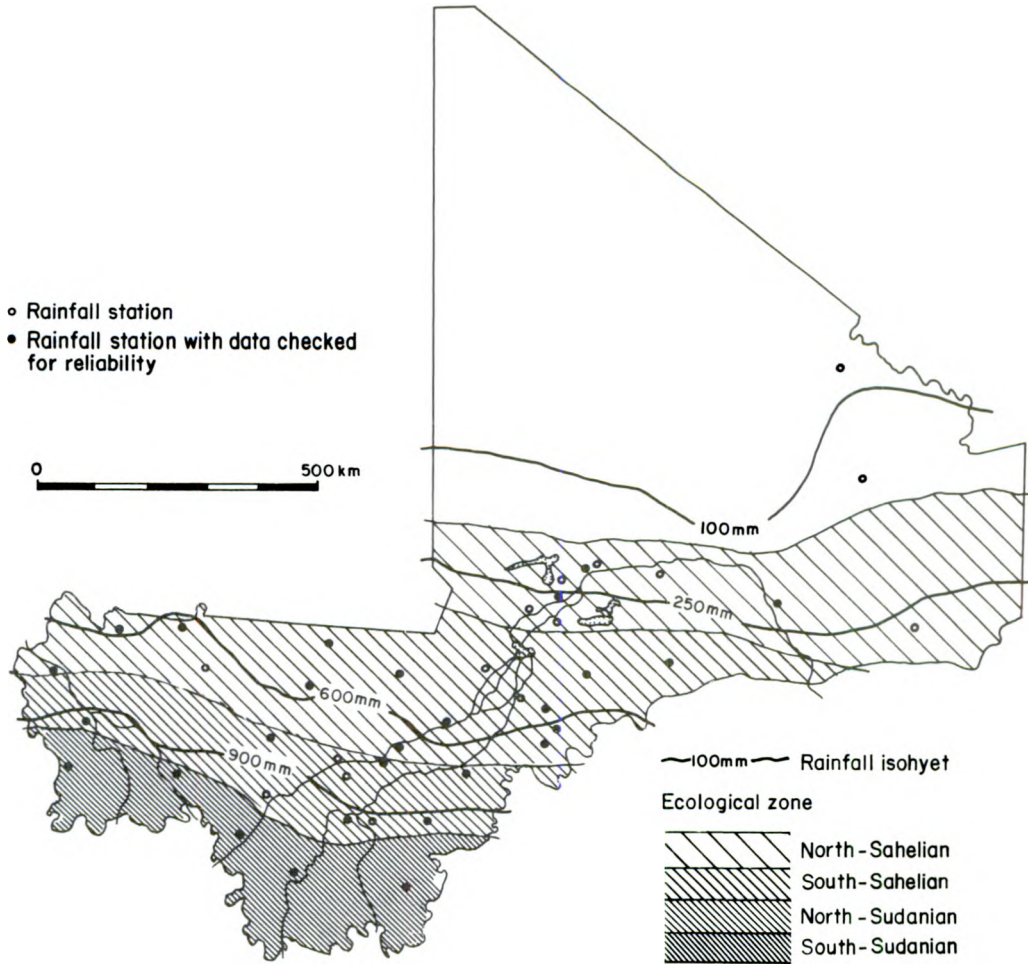 Rainfall station
Rainfall station with data checked
for reliability
0 500 km
100mm
250mm
600mm
900mm
100mm Rainfall isohyet
Ecological zone
North-Sahelian
South-Sahelian
North-Sudanian
South-Sudanian